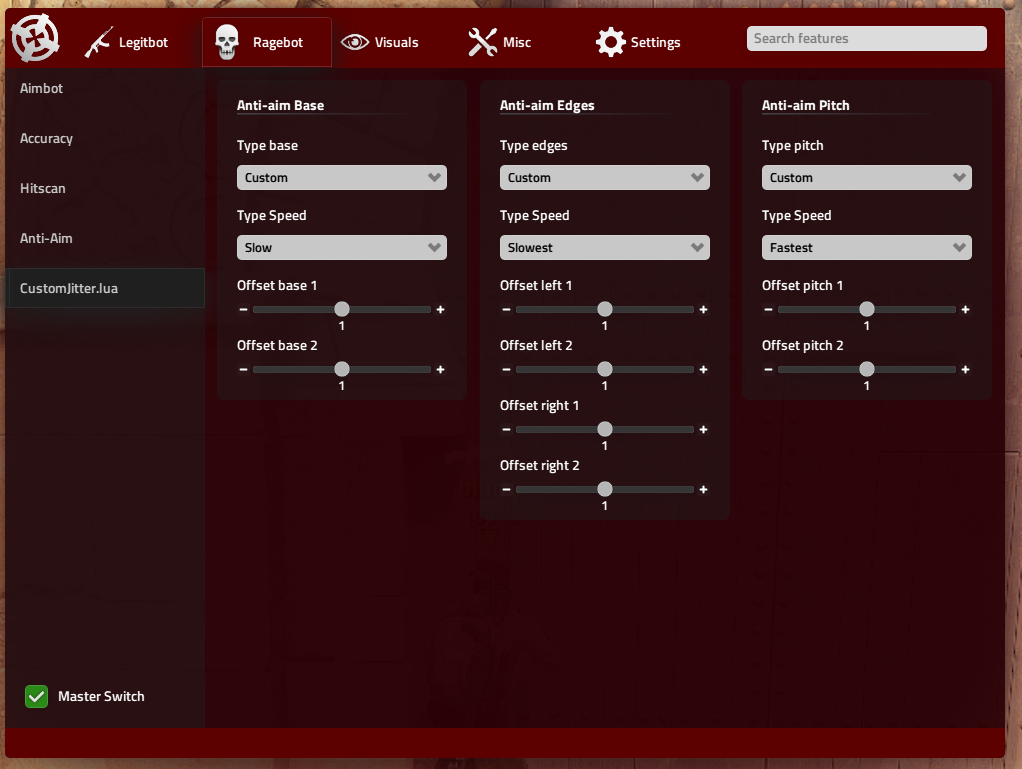 Legitbot
Ragebot
Visuals
Misc
Settings
Search features
Aimbot
Accuracy
Hitscan
Anti-Aim
CustomJitter.lua
Master Switch
Anti-aim Base
Type base
Custom
Type Speed
Slow
Offset base 1
1
Offset base 2
1
Anti-aim Edges
Type edges
Custom
Type Speed
Slowest
Offset left 1
1
Offset left 2
1
Offset right 1
1
Offset right 2
1
Anti-aim Pitch
Type pitch
Custom
Type Speed
Fastest
Offset pitch 1
1
Offset pitch 2
1